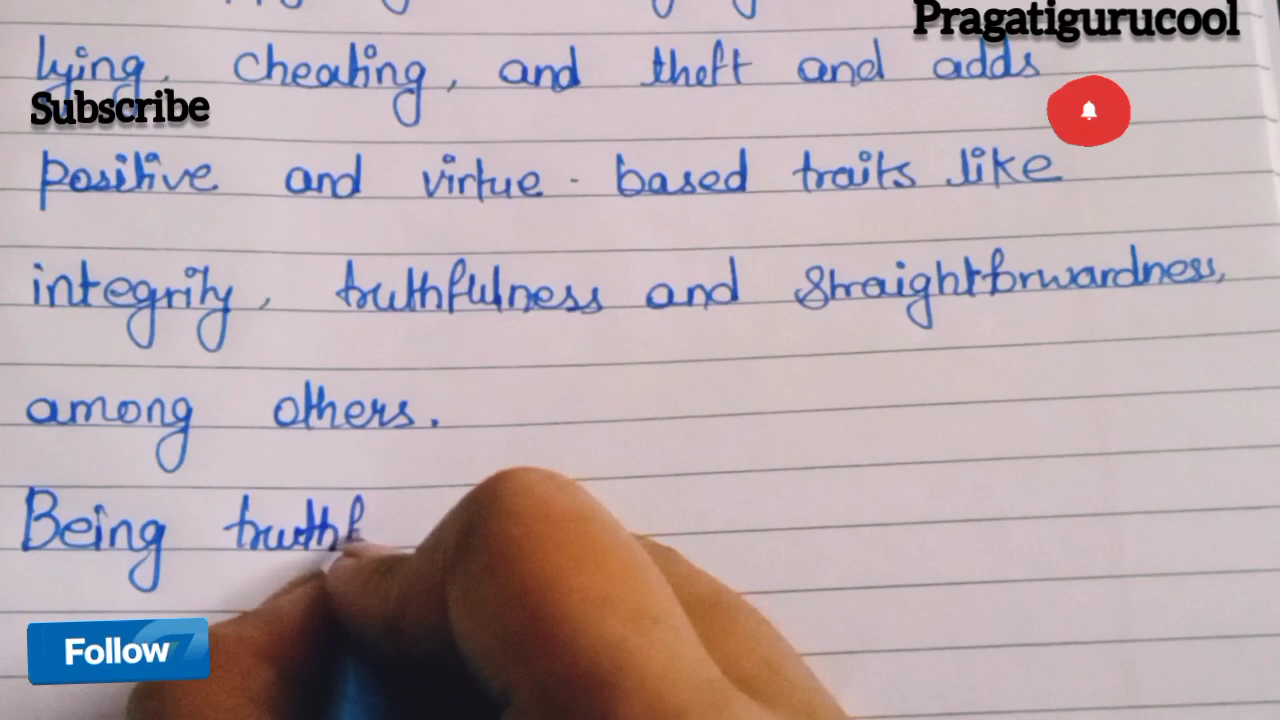 Pragatigurucool
lying, cheating, and theft and adds
Subscribe
positive and virtue-based traits like
integrity, truthfulness and straightforwardness,
among others.
Being truthf
Follow